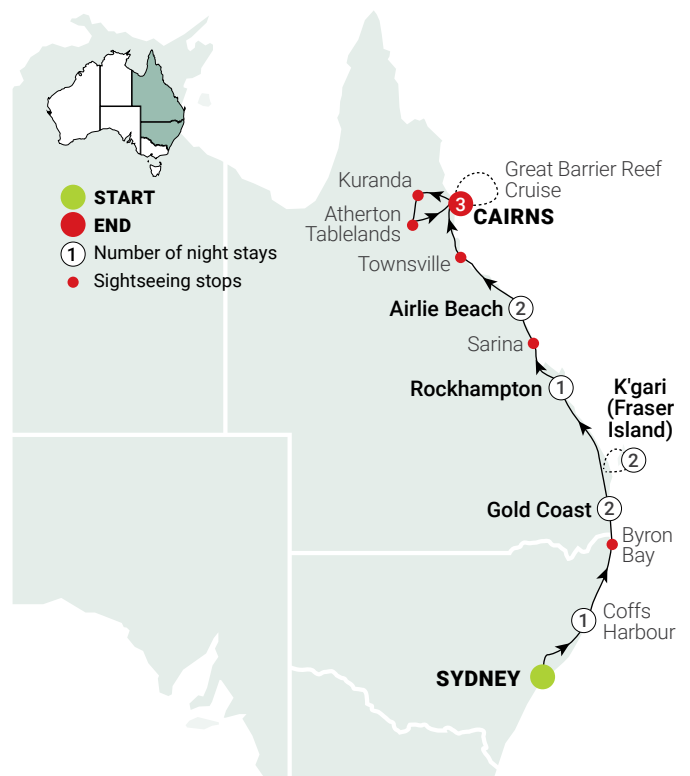 START
END
1 Number of night stays
Sightseeing stops
Great Barrier Reef
Cruise
Kuranda
3
CAIRNS
Atherton
Tablelands
Townsville
Airlie Beach 2
Sarina
Rockhampton 1
K'gari
(Fraser
Island)
2
Gold Coast 2
Byron
Bay
1
Coffs
Harbour
SYDNEY